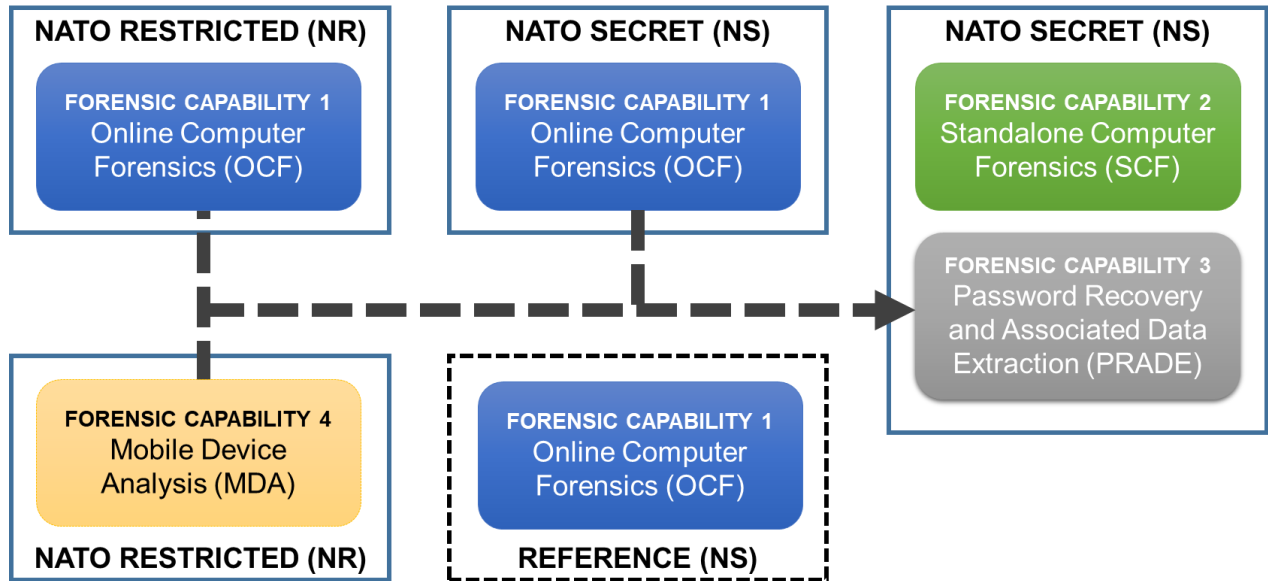 NATO RESTRICTED (NR)
FORENSIC CAPABILITY 1
Online Computer
Forensics (OCF)
NATO SECRET (NS)
FORENSIC CAPABILITY 1
Online Computer
Forensics (OCF)
NATO SECRET (NS)
FORENSIC CAPABILITY 2
Standalone Computer
Forensics (SCF)
FORENSIC CAPABILITY 3
Password Recovery
and Associated Data
Extraction (PRADE)
FORENSIC CAPABILITY 4
Mobile Device
Analysis (MDA)
NATO RESTRICTED (NR)
FORENSIC CAPABILITY 1
Online Computer
Forensics (OCF)
REFERENCE (NS)